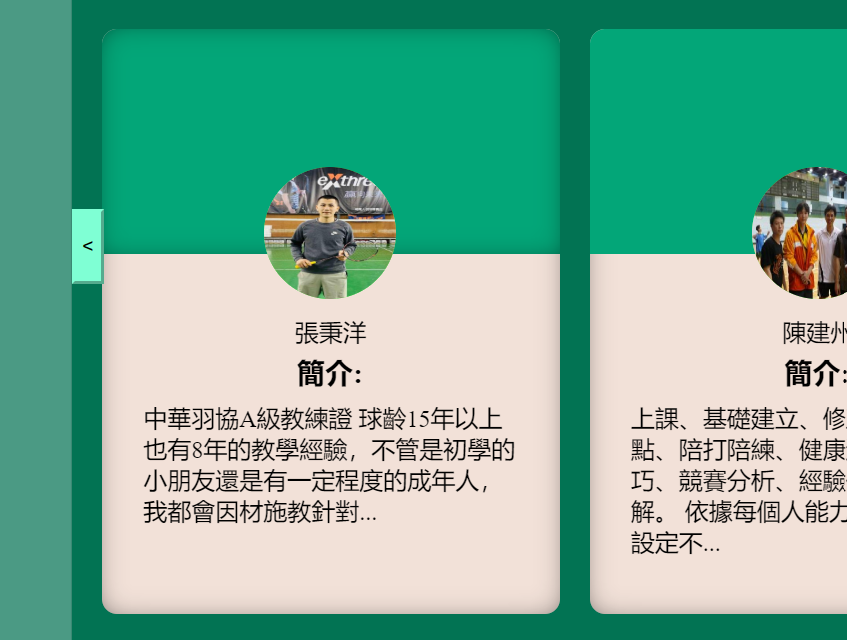 <
張秉洋
簡介:
中華羽協A級教練證 球齡15年以上
也有8年的教學經驗，不管是初學的
小朋友還是有一定程度的成年人，
我都會因材施教針對...
陳建州
簡介:
上課、基礎建立、修
點、陪打陪練、健康
巧、競賽分析、經驗
解。 依據每個人能力
設定不...